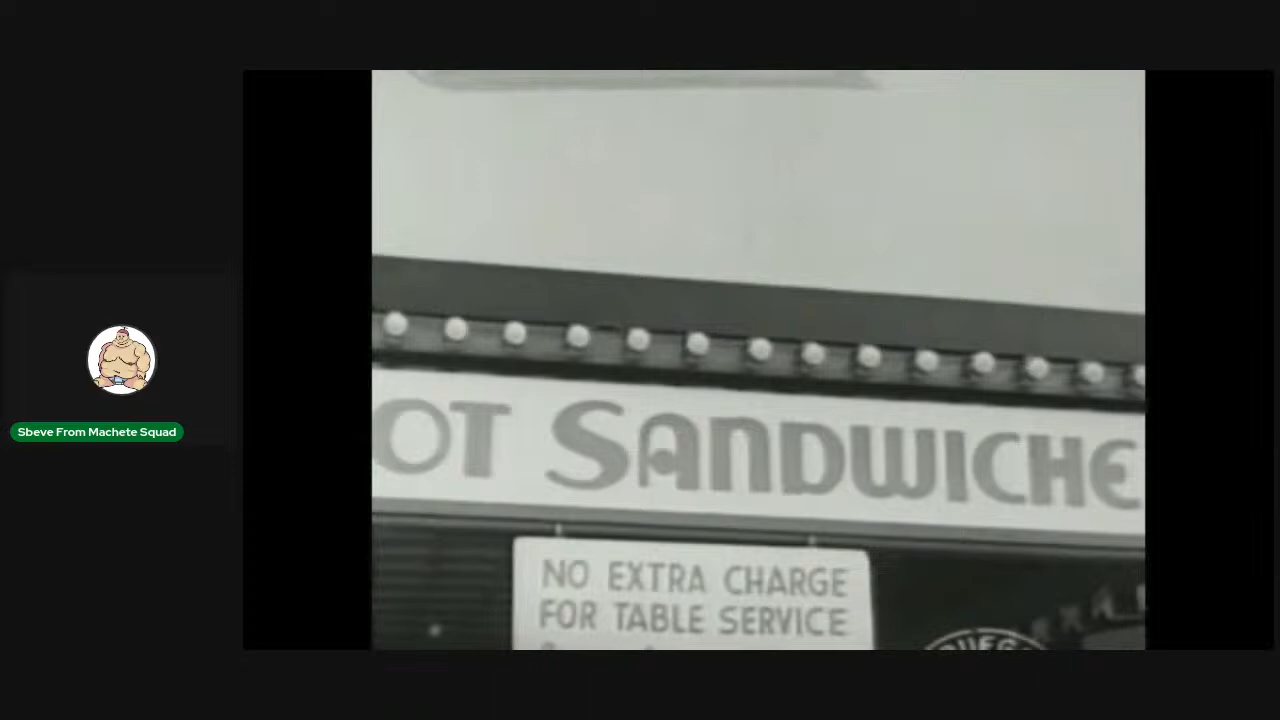 Sbeve From Machete Squad
OT SANDWICHE
NO EXTRA CHARGE
FOR TABLE SERVICE